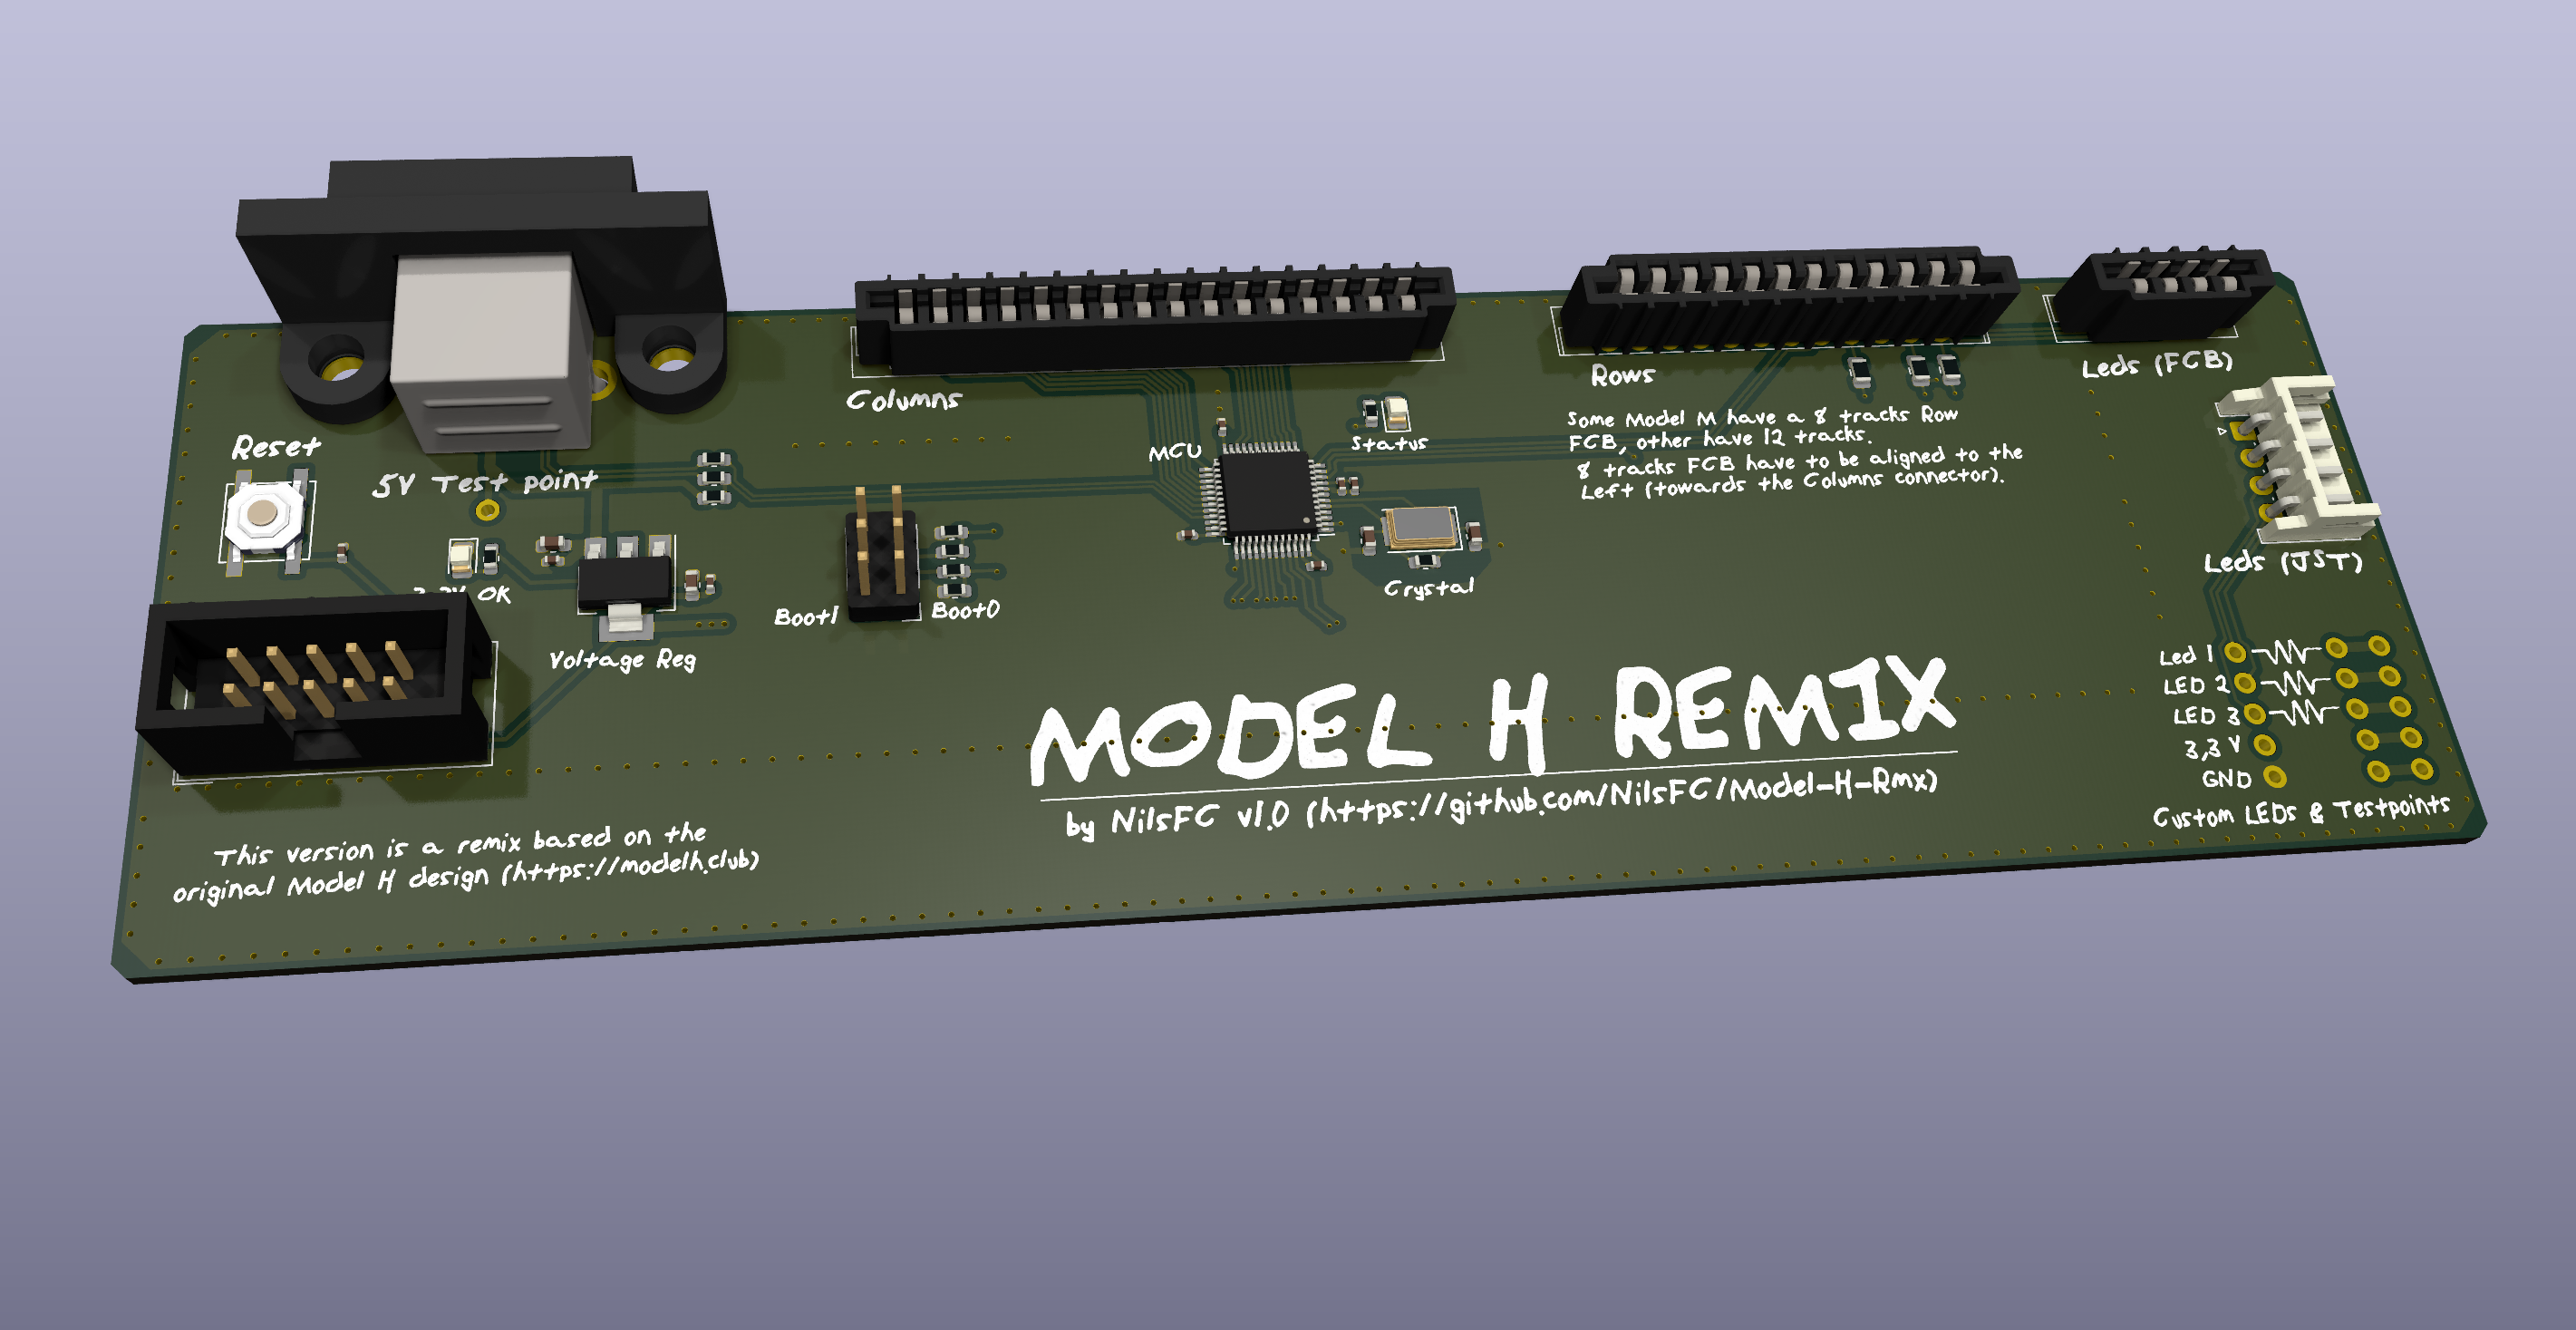 Reset
5V Test point
OK
Voltage Reg
Boot1
Boot0
Columns
MCU
Status
Crystal
Rows
Some Model M have a 8 tracks Row
FCB, other have 12 tracks.
8 tracks FCB have to be aligned to the
Left (towards the Columns connector).
Leds (FCB)
Leds (JST)
Led 1
LED 2
LED 3
3,3 V
GND
Custom LEDs & Testpoints
MODEL H REMIX
by NilsFC v1.0 (https://github.com/NilsFC/Model-H-Rmx)
This version is a remix based on the
original Model H design (https://modelh.club)